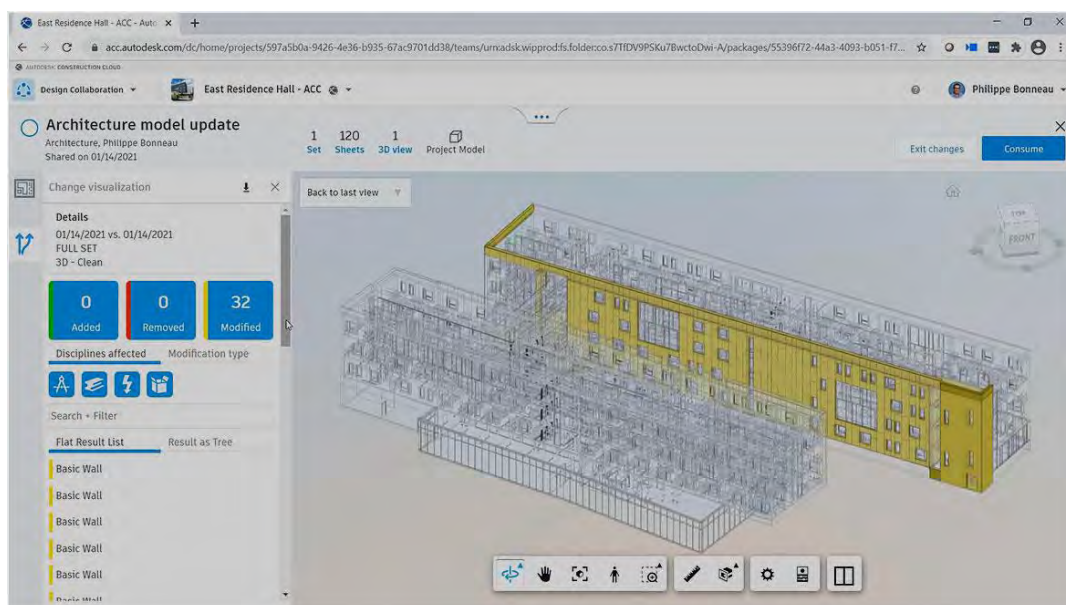 East Residence Hall - ACC - Auto
acc.autodesk.com/dc/home/projects/597a5b0a-9426-4e36-b935-67ac9701dd38/teams/urn:adsk.wipprod:fs.folder:co.s7TfDV9PSKu7BwctoDwi-A/packages/55396f72-44a3-4093-b051-f7...
AUTODESK CONSTRUCTION CLOUD
Design Collaboration
East Residence Hall - ACC
Philippe Bonneau
Architecture model update
Architecture, Philippe Bonneau
Shared on 01/14/2021
1 120 1
Set Sheets 3D view Project Model
Exit changes
Consume
Change visualization
Back to last view
Details
01/14/2021 vs. 01/14/2021
FULL SET
3D - Clean
0 0 32
Added Removed Modified
Disciplines affected Modification type
Search + Filter
Flat Result List Result as Tree
Basic Wall
Basic Wall
Basic Wall
Basic Wall
Basic Wall
Basic Wall
TOP
FRONT